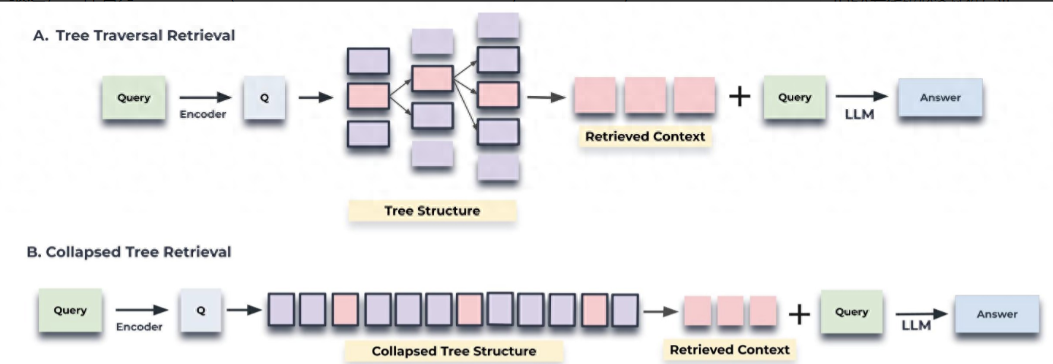 A. Tree Traversal Retrieval
Query
Encoder
Q
Retrieved Context
+
Query
LLM
Answer
Tree Structure
B. Collapsed Tree Retrieval
Query
Encoder
Q
Collapsed Tree Structure
Retrieved Context
+
Query
LLM
Answer